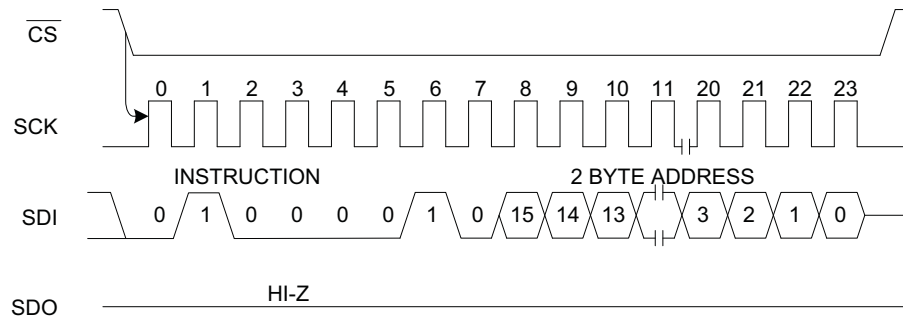 CS
0 1 2 3 4 5 6 7 8 9 10 11 20 21 22 23
SCK
INSTRUCTION 2 BYTE ADDRESS
SDI 0 1 0 0 0 0 1 0 15 14 13 3 2 1 0
HI-Z
SDO